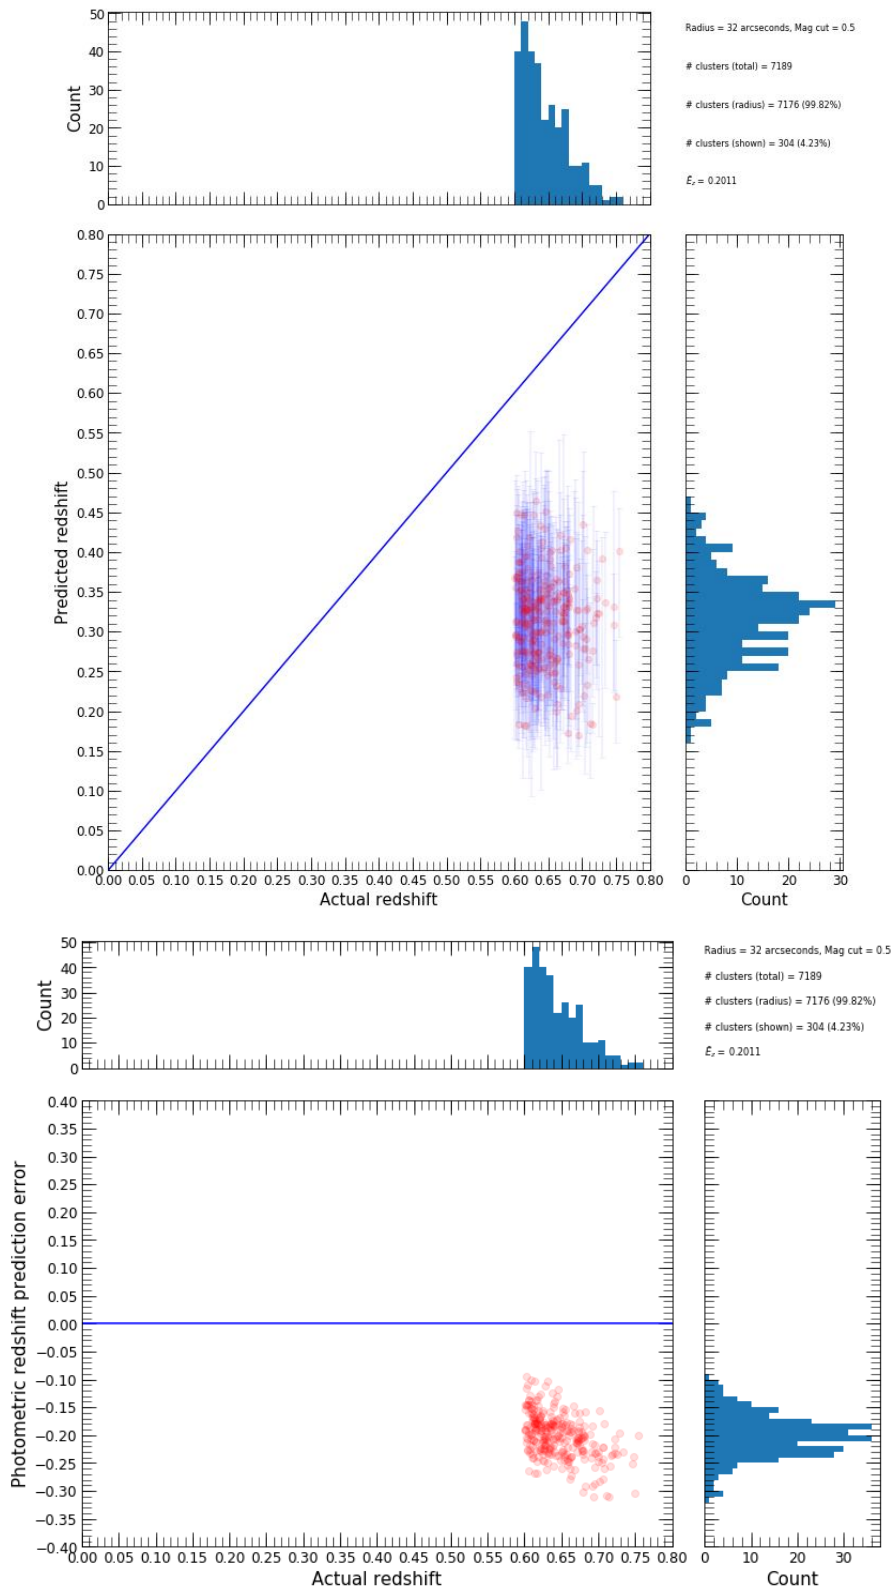 50
40
30
20
10
0
Count
Radius = 32 arcseconds, Mag cut = 0.5
# clusters (total) = 7189
# clusters (radius) = 7176 (99.82%)
# clusters (shown) = 304 (4.23%)
Ēz = 0.2011
0.80
0.75
0.70
0.65
0.60
0.55
0.50
0.45
0.40
0.35
0.30
0.25
0.20
0.15
0.10
0.05
0.00
Predicted redshift
0.00 0.05 0.10 0.15 0.20 0.25 0.30 0.35 0.40 0.45 0.50 0.55 0.60 0.65 0.70 0.75 0.80
Actual redshift
0 10 20 30
Count
50
40
30
20
10
0
Count
Radius = 32 arcseconds, Mag cut = 0.5
# clusters (total) = 7189
# clusters (radius) = 7176 (99.82%)
# clusters (shown) = 304 (4.23%)
Ēz = 0.2011
0.40
0.35
0.30
0.25
0.20
0.15
0.10
0.05
0.00
−0.05
−0.10
−0.15
−0.20
−0.25
−0.30
−0.35
−0.40
Photometric redshift prediction error
0.00 0.05 0.10 0.15 0.20 0.25 0.30 0.35 0.40 0.45 0.50 0.55 0.60 0.65 0.70 0.75 0.80
Actual redshift
0 10 20 30
Count